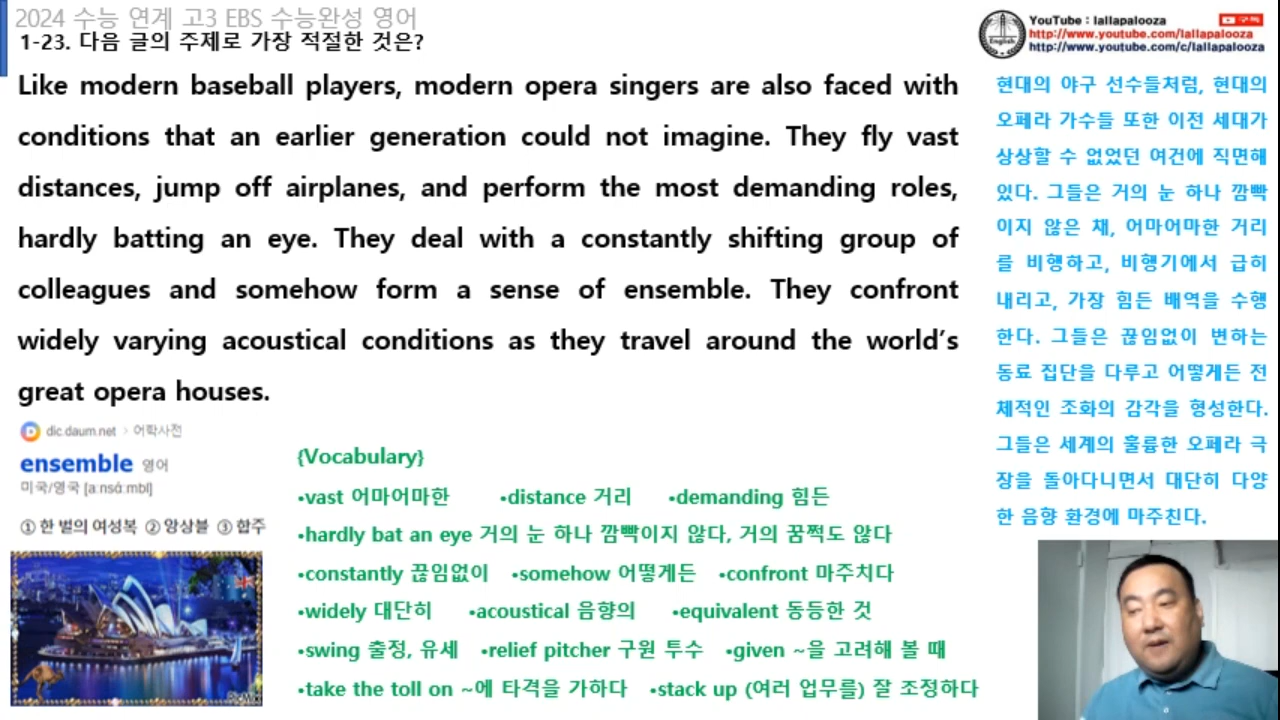 2024 수능 연계 고3 EBS 수능완성 영어
1-23. 다음 글의 주제로 가장 적절한 것은?
YouTube : lallapalooza
구독
http://www.youtube.com/lallapalooza
http://www.youtube.com/c/lallapalooza
English
Like modern baseball players, modern opera singers are also faced with
conditions that an earlier generation could not imagine. They fly vast
distances, jump off airplanes, and perform the most demanding roles,
hardly batting an eye. They deal with a constantly shifting group of
colleagues and somehow form a sense of ensemble. They confront
widely varying acoustical conditions as they travel around the world's
great opera houses.
현대의 야구 선수들처럼, 현대의
오페라 가수들 또한 이전 세대가
상상할 수 없었던 여건에 직면해
있다. 그들은 거의 눈 하나 깜빡
이지 않은 채, 어마어마한 거리
를 비행하고, 비행기에서 급히
내리고, 가장 힘든 배역을 수행
한다. 그들은 끊임없이 변하는
동료 집단을 다루고 어떻게든 전
체적인 조화의 감각을 형성한다.
그들은 세계의 훌륭한 오페라 극
장을 돌아다니면서 대단히 다양
한 음향 환경에 마주친다.
dic.daum.net › 어학사전
ensemble 영어
미국/영국 [a:nsá:mbl]
① 한 벌의 여성복 ② 앙상블 ③ 합주
{Vocabulary}
•vast 어마어마한 •distance 거리 •demanding 힘든
•hardly bat an eye 거의 눈 하나 깜빡이지 않다, 거의 꿈쩍도 않다
•constantly 끊임없이 •somehow 어떻게든 •confront 마주치다
•widely 대단히 •acoustical 음향의 •equivalent 동등한 것
•swing 출정, 유세 •relief pitcher 구원 투수 •given ~을 고려해 볼 때
•take the toll on ~에 타격을 가하다 •stack up (여러 업무를) 잘 조정하다